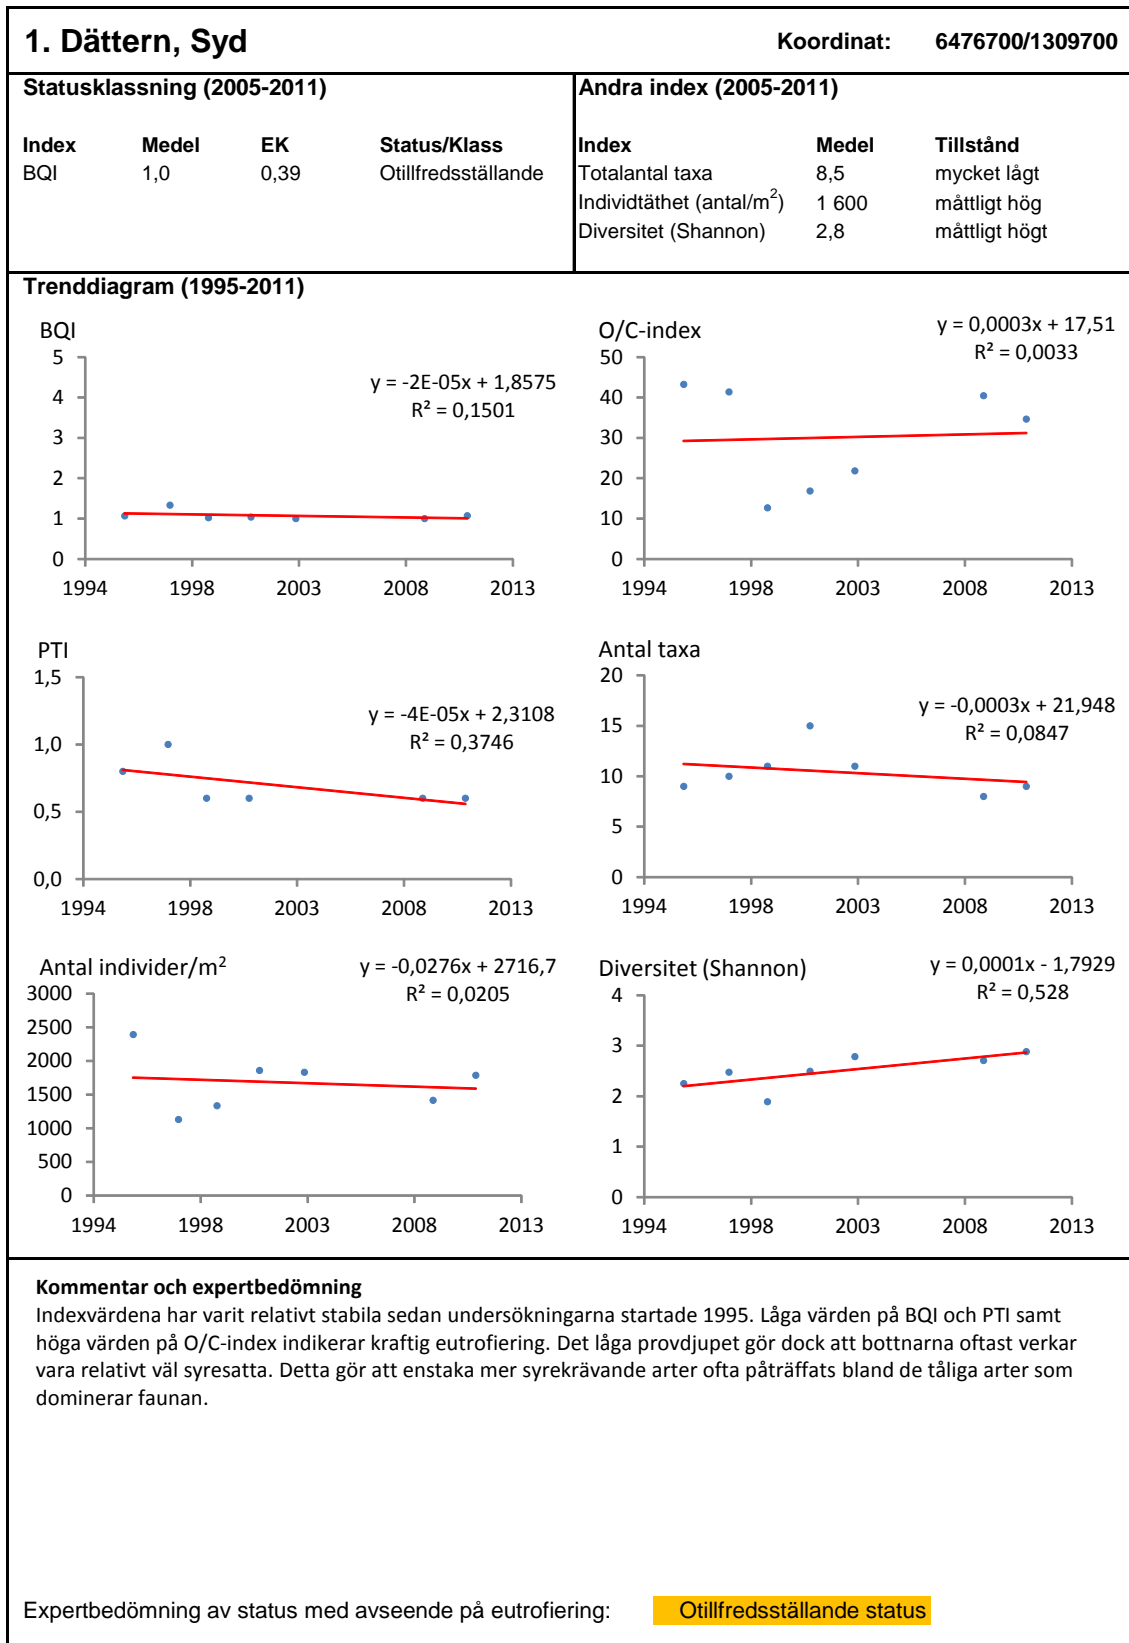 1. Dättern, Syd Koordinat: 6476700/1309700
Statusklassning (2005-2011) Andra index (2005-2011)
Index Medel EK Status/Klass Index Medel Tillstånd
BQI 1,0 0,39 Otillfredsställande Totalantal taxa 8,5 mycket lågt
Individtäthet (antal/m²) 1 600 måttligt hög
Diversitet (Shannon) 2,8 måttligt högt
Trenddiagram (1995-2011)
BQI
y = -2E-05x + 1,8575
R² = 0,1501
5
4
3
2
1
0
1994 1998 2003 2008 2013
O/C-index
y = 0,0003x + 17,51
R² = 0,0033
50
40
30
20
10
0
1994 1998 2003 2008 2013
PTI
y = -4E-05x + 2,3108
R² = 0,3746
1,5
1,0
0,5
0,0
1994 1998 2003 2008 2013
Antal taxa
y = -0,0003x + 21,948
R² = 0,0847
20
15
10
5
0
1994 1998 2003 2008 2013
Antal individer/m²
y = -0,0276x + 2716,7
R² = 0,0205
3000
2500
2000
1500
1000
500
0
1994 1998 2003 2008 2013
Diversitet (Shannon)
y = 0,0001x - 1,7929
R² = 0,528
4
3
2
1
0
1994 1998 2003 2008 2013
Kommentar och expertbedömning
Indexvärdena har varit relativt stabila sedan undersökningarna startade 1995. Låga värden på BQI och PTI samt
höga värden på O/C-index indikerar kraftig eutrofiering. Det låga provdjupet gör dock att bottnarna oftast verkar
vara relativt väl syresatta. Detta gör att enstaka mer syrekrävande arter ofta påträffats bland de tåliga arter som
dominerar faunan.
Expertbedömning av status med avseende på eutrofiering: Otillfredsställande status